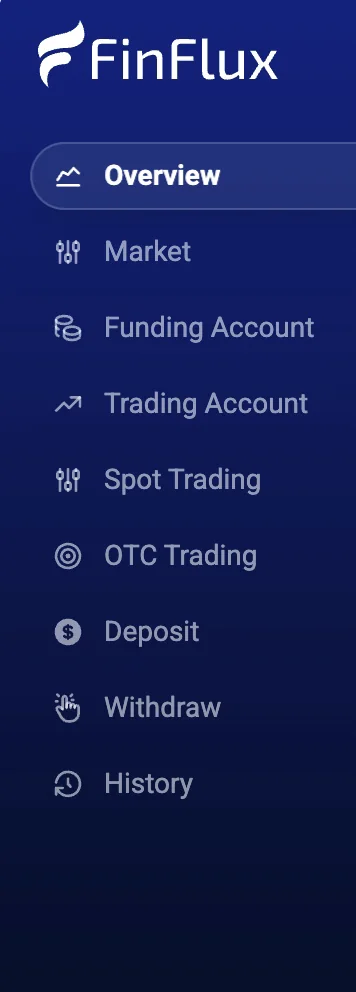 FinFlux
Overview
Market
Funding Account
Trading Account
Spot Trading
OTC Trading
Deposit
Withdraw
History